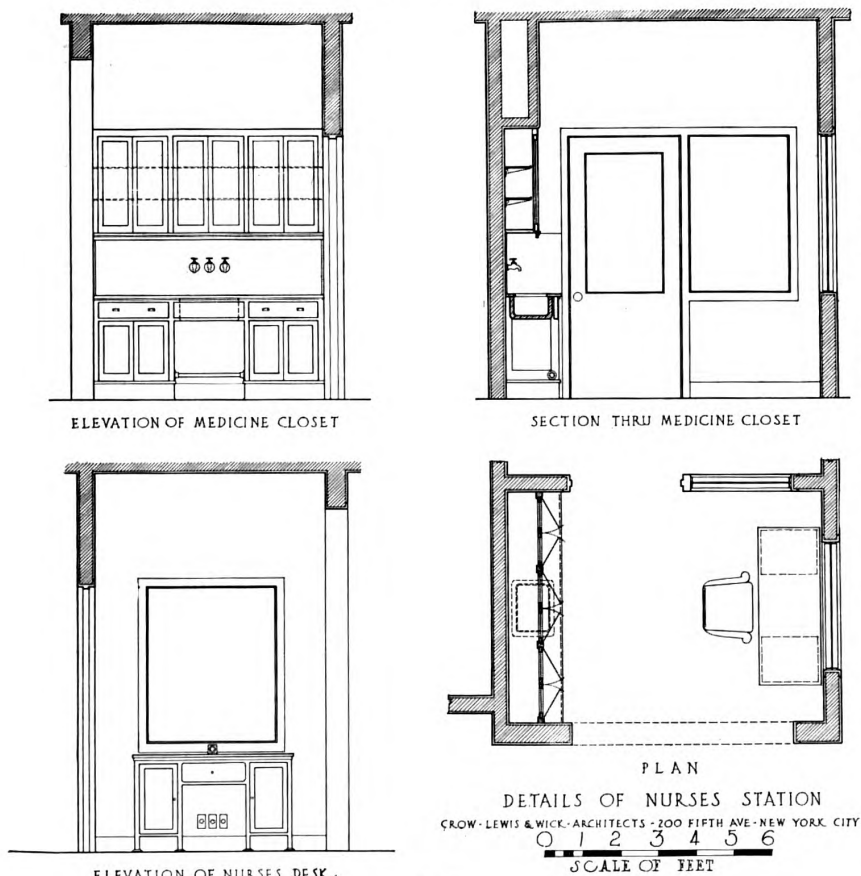 ELEVATION OF MEDICINE CLOSET
SECTION THRU MEDICINE CLOSET
ELEVATION OF NURSES DESK.
PLAN
DETAILS OF NURSES STATION
CROW-LEWIS & WICK-ARCHITECTS-200 FIFTH AVE-NEW YORK CITY
0 1 2 3 4 5 6
SCALE OF FEET